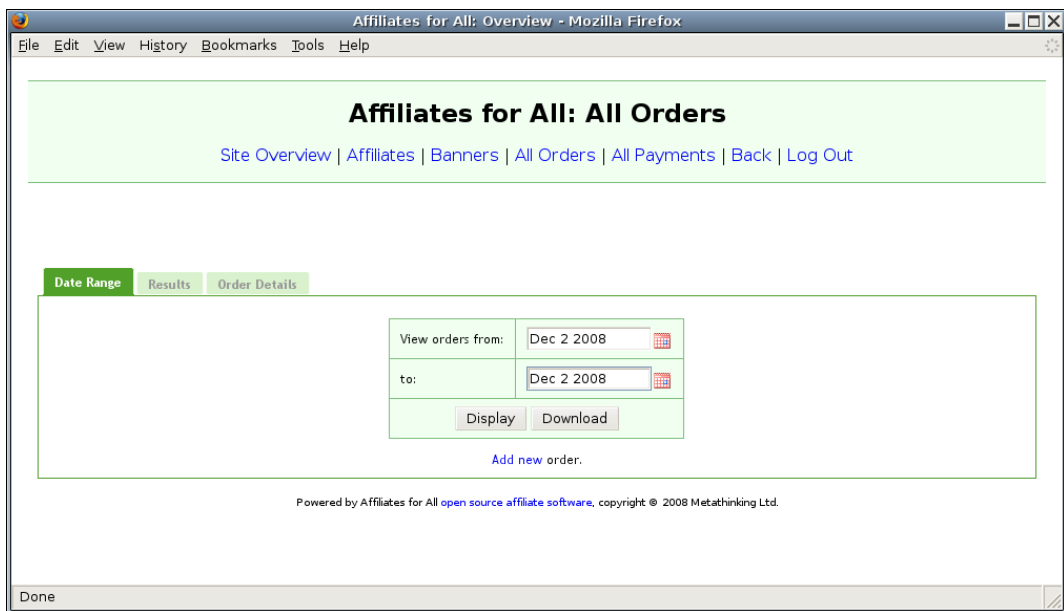 Affiliates for All: Overview - Mozilla Firefox
File Edit View History Bookmarks Tools Help
Affiliates for All: All Orders
Site Overview | Affiliates | Banners | All Orders | All Payments | Back | Log Out
Date Range Results Order Details
View orders from: Dec 2 2008
to: Dec 2 2008
Display Download
Add new order.
Powered by Affiliates for All open source affiliate software, copyright © 2008 Metathinking Ltd.
Done